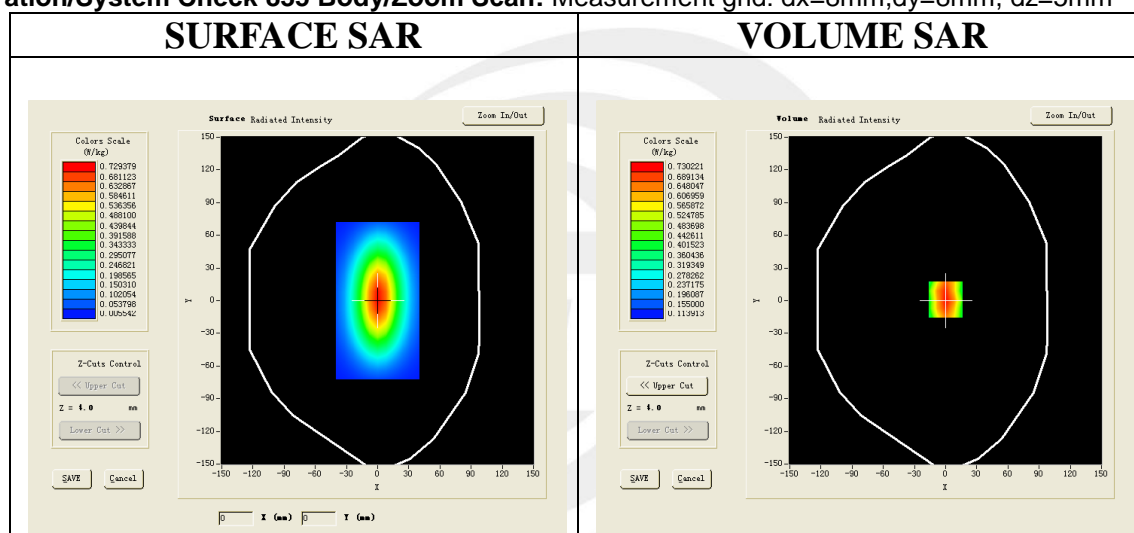 ation/System Check 835 Body/Zoom Scan: Measurement grid: dx=8mm,dy=8mm, dz=5mm
SURFACE SAR
VOLUME SAR
Surface Radiated Intensity
Zoom In/Out
Colors Scale
(W/kg)
0.729379
0.681123
0.632867
0.584611
0.536356
0.488100
0.439844
0.391588
0.343333
0.295077
0.246821
0.198565
0.150310
0.102054
0.053798
0.005542
Z-Cuts Control
<< Upper Cut
Z = 4.0 mm
Lower Cut >>
SAVE
Cancel
150
120
90
60
30
0
-30
-60
-90
-120
-150
Y
-150 -120 -90 -60 -30 0 30 60 90 120 150
X
0 X (mm) 0 Y (mm)
Volume Radiated Intensity
Zoom In/Out
Colors Scale
(W/kg)
0.730221
0.689134
0.648047
0.606959
0.565872
0.524785
0.483698
0.442611
0.401523
0.360436
0.319349
0.278262
0.237175
0.196087
0.155000
0.113913
Z-Cuts Control
<< Upper Cut
Z = 4.0 mm
Lower Cut >>
SAVE
Cancel
150
120
90
60
30
0
-30
-60
-90
-120
-150
Y
-150 -120 -90 -60 -30 0 30 60 90 120 150
X